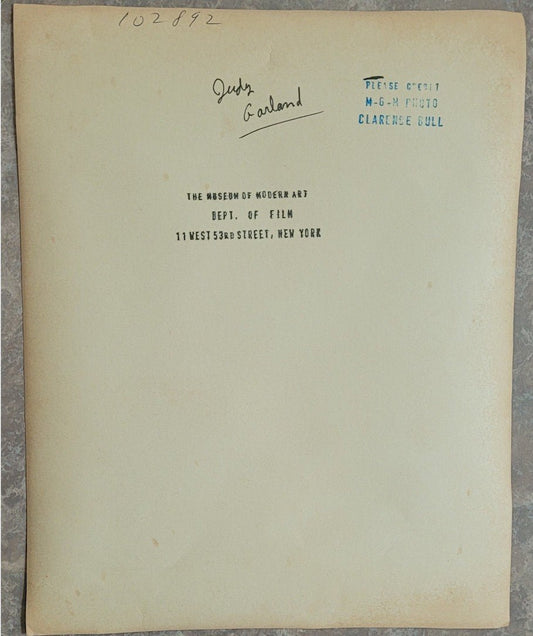 102892
Judy
Garland
PLEASE CREDIT
M-G-M PHOTO
CLARENCE BULL
THE MUSEUM OF MODERN ART
DEPT. OF FILM
11 WEST 53RD STREET, NEW YORK